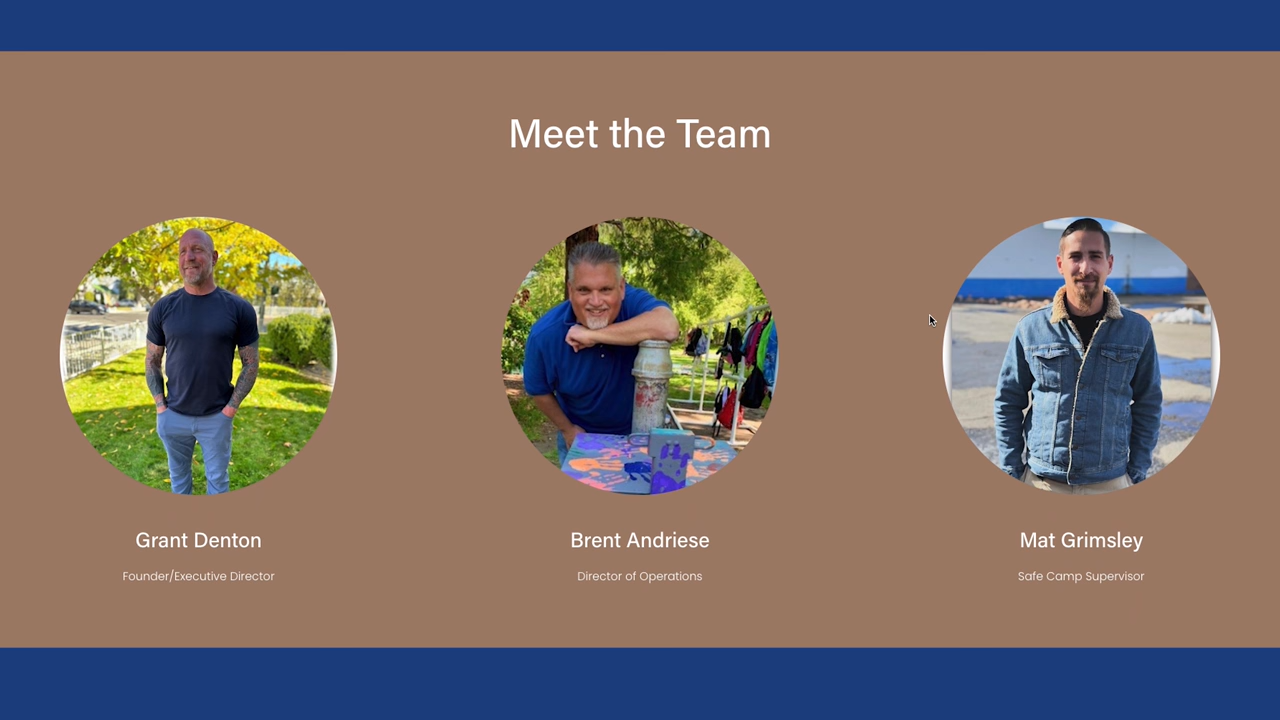 Meet the Team
Grant Denton
Founder/Executive Director
Brent Andriese
Director of Operations
Mat Grimsley
Safe Camp Supervisor